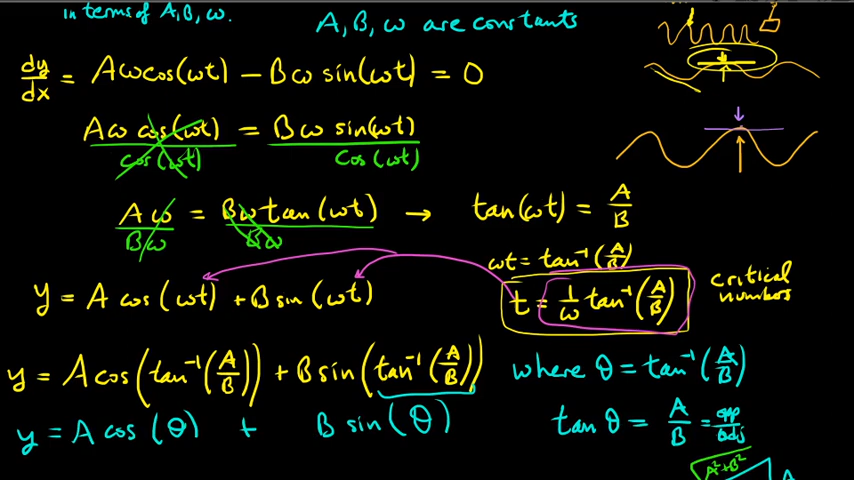 in terms of A, B, ω.
A, B, ω are constants
dy/dx = Aω cos(ωt) − Bω sin(ωt) = 0
Aω cos(ωt) / cos(ωt) = Bω sin(ωt) / cos(ωt)
Aω / Bω = Bω tan(ωt) / Bω → tan(ωt) = A/B
ωt = tan⁻¹(A/B)
y = A cos(ωt) + B sin(ωt)
t = 1/ω tan⁻¹(A/B)
critical numbers
y = A cos(tan⁻¹(A/B)) + B sin(tan⁻¹(A/B)) where θ = tan⁻¹(A/B)
y = A cos(θ) + B sin(θ) tan θ = A/B = opp/adj
A²+B²
A